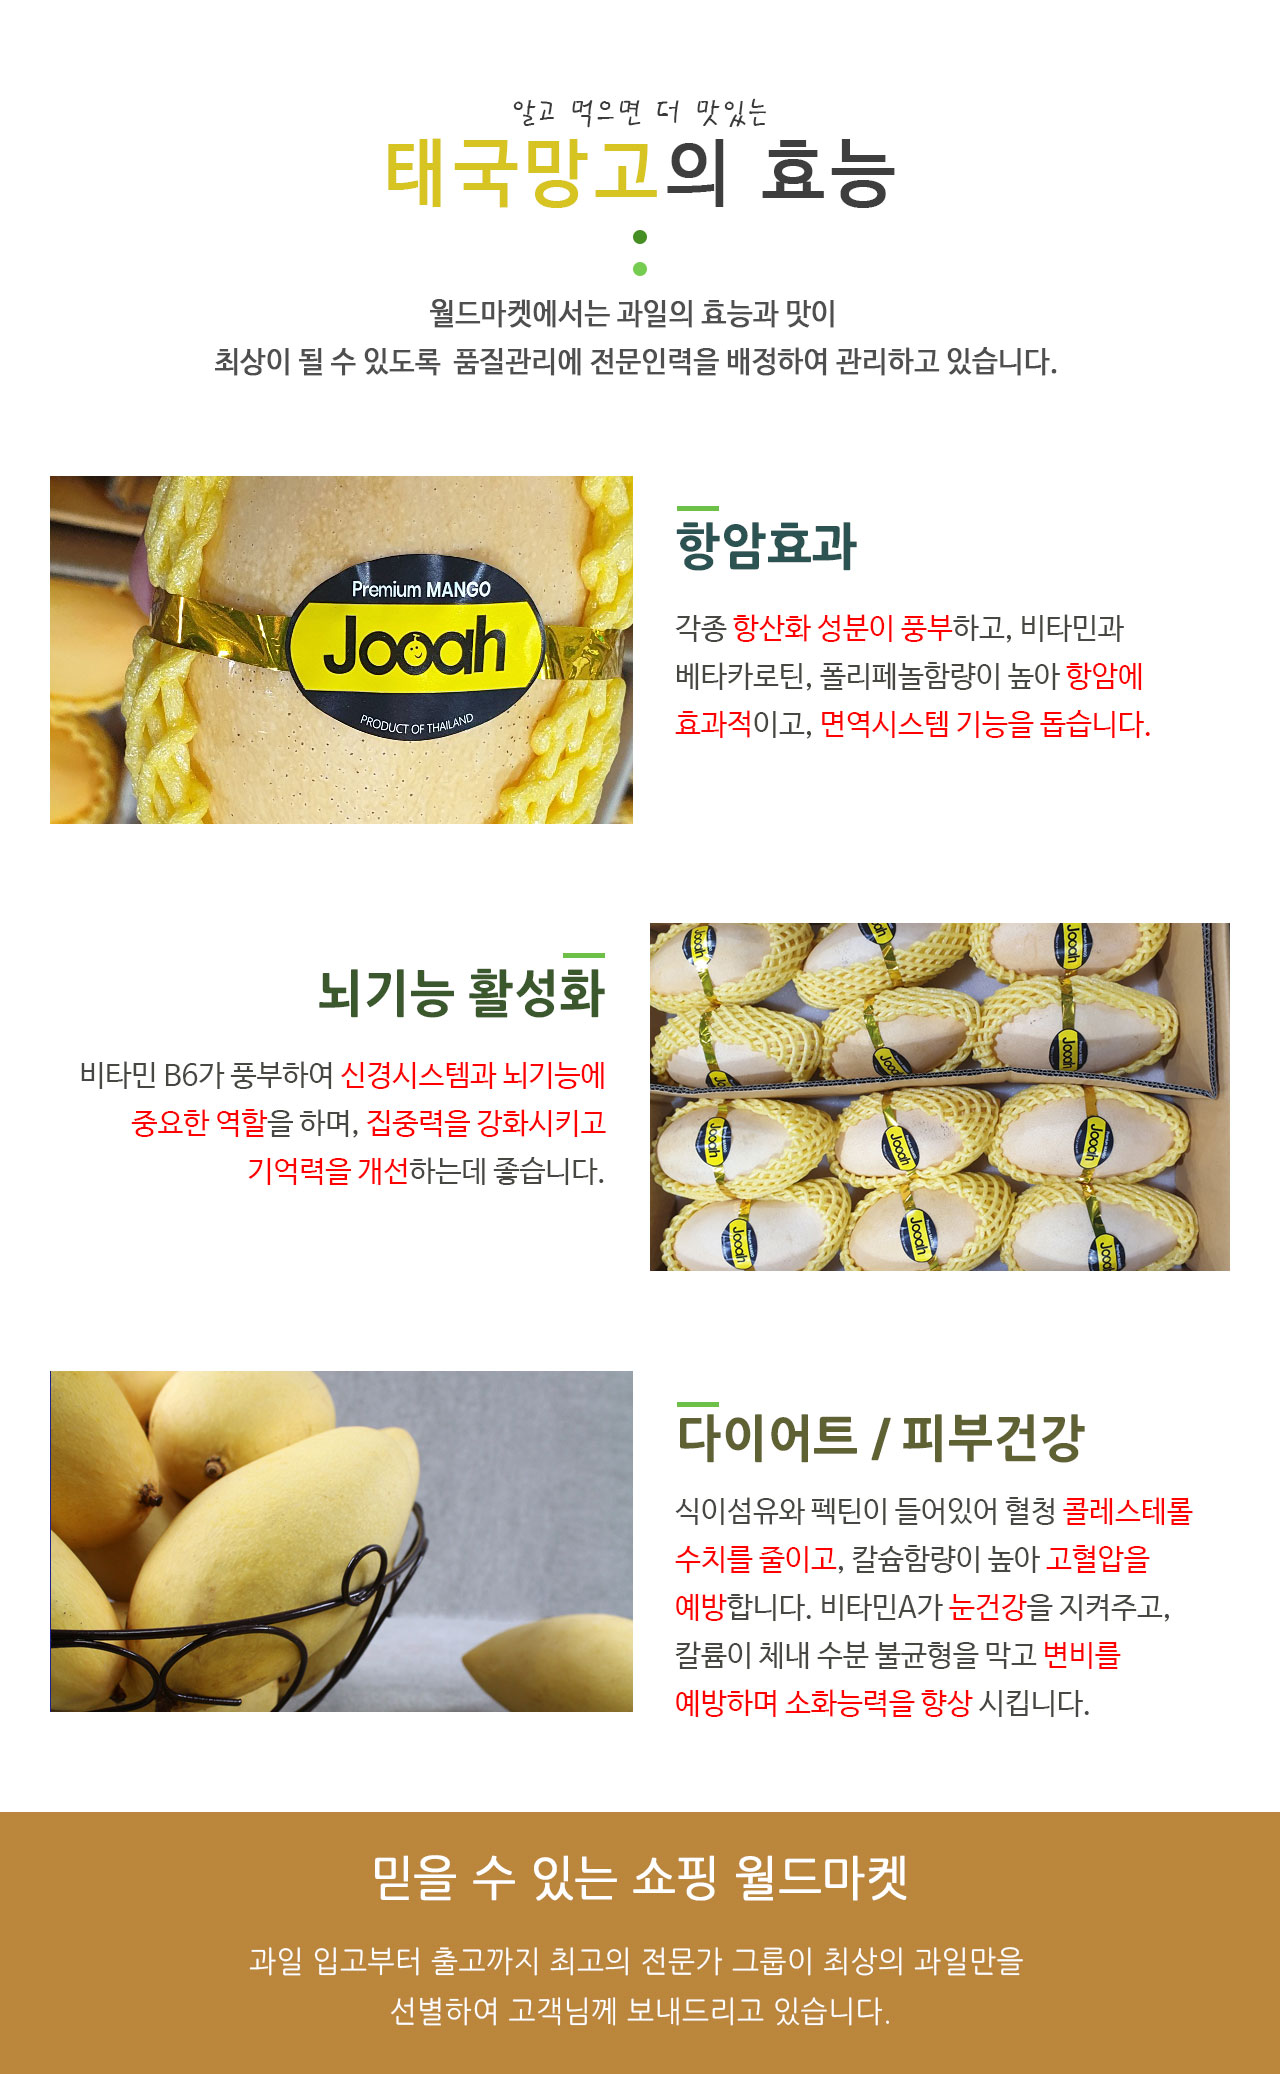 알고 먹으면 더 맛있는
태국망고의 효능
월드마켓에서는 과일의 효능과 맛이
최상이 될 수 있도록 품질관리에 전문인력을 배정하여 관리하고 있습니다.
Premium MANGO
Jooah
PRODUCT OF THAILAND
항암효과
각종 항산화 성분이 풍부하고, 비타민과
베타카로틴, 폴리페놀함량이 높아 항암에
효과적이고, 면역시스템 기능을 돕습니다.
뇌기능 활성화
비타민 B6가 풍부하여 신경시스템과 뇌기능에
중요한 역할을 하며, 집중력을 강화시키고
기억력을 개선하는데 좋습니다.
Jooah
Jooah
Jooah
Jooah
Jooah
Jooah
Jooah
Jooah
Jooah
Jooah
다이어트 / 피부건강
식이섬유와 펙틴이 들어있어 혈청 콜레스테롤
수치를 줄이고, 칼슘함량이 높아 고혈압을
예방합니다. 비타민A가 눈건강을 지켜주고,
칼륨이 체내 수분 불균형을 막고 변비를
예방하며 소화능력을 향상 시킵니다.
믿을 수 있는 쇼핑 월드마켓
과일 입고부터 출고까지 최고의 전문가 그룹이 최상의 과일만을
선별하여 고객님께 보내드리고 있습니다.